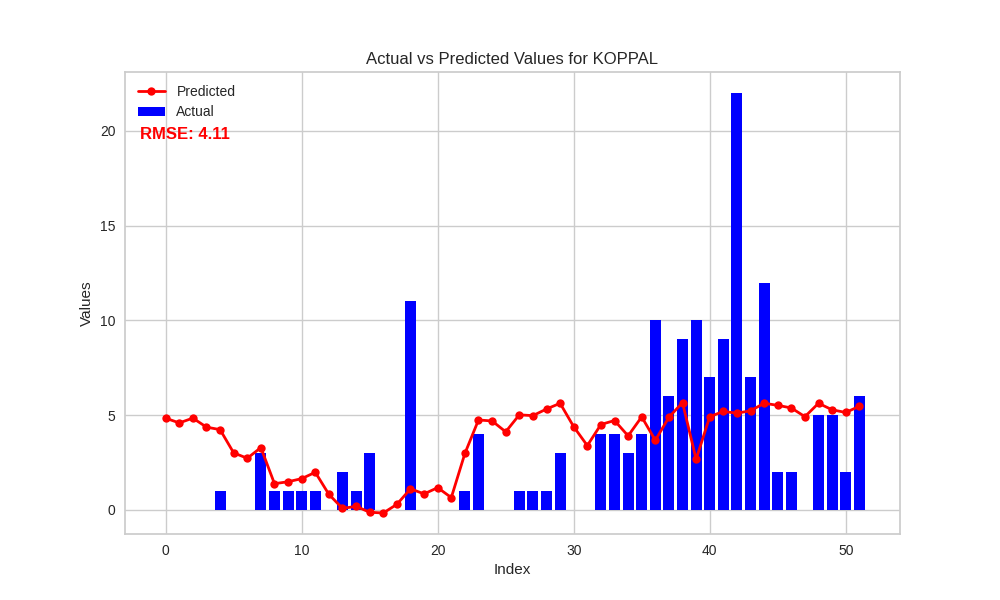 Actual vs Predicted Values for KOPPAL
Predicted
Actual
RMSE: 4.11
Values
20
15
10
5
0
0 10 20 30 40 50
Index